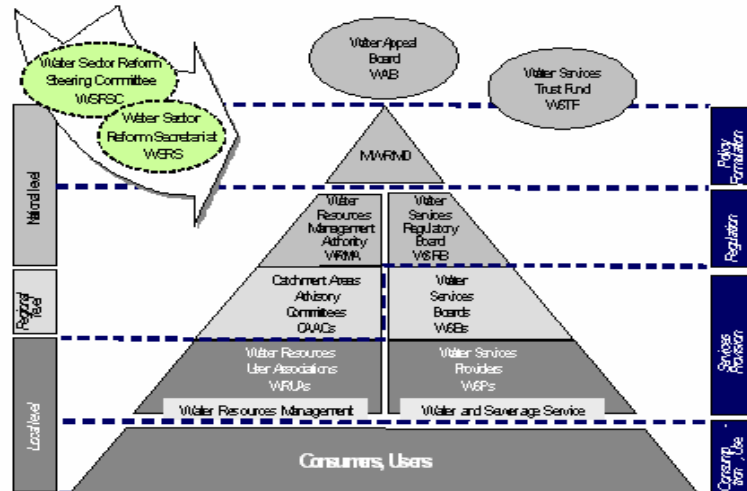 Water Sector Reform
Steering Committee
WSRSC
Water Sector
Reform Secretariat
WSRS
Water Appeal
Board
WAB
Water Services
Trust Fund
WSTF
National level
Regional
level
Local level
MWRMD
Water
Resources
Management
Authority
WRMA
Water
Services
Regulatory
Board
WSRB
Catchment Areas
Advisory
Committees
CAACs
Water
Services
Boards
WSBs
Water Resources
User Associations
WRUAs
Water Services
Providers
WSPs
Water Resources Management
Water and Sewerage Service
Consumers, Users
Policy
Formulation
Regulation
Services
Provision
Consump -
tion, Use